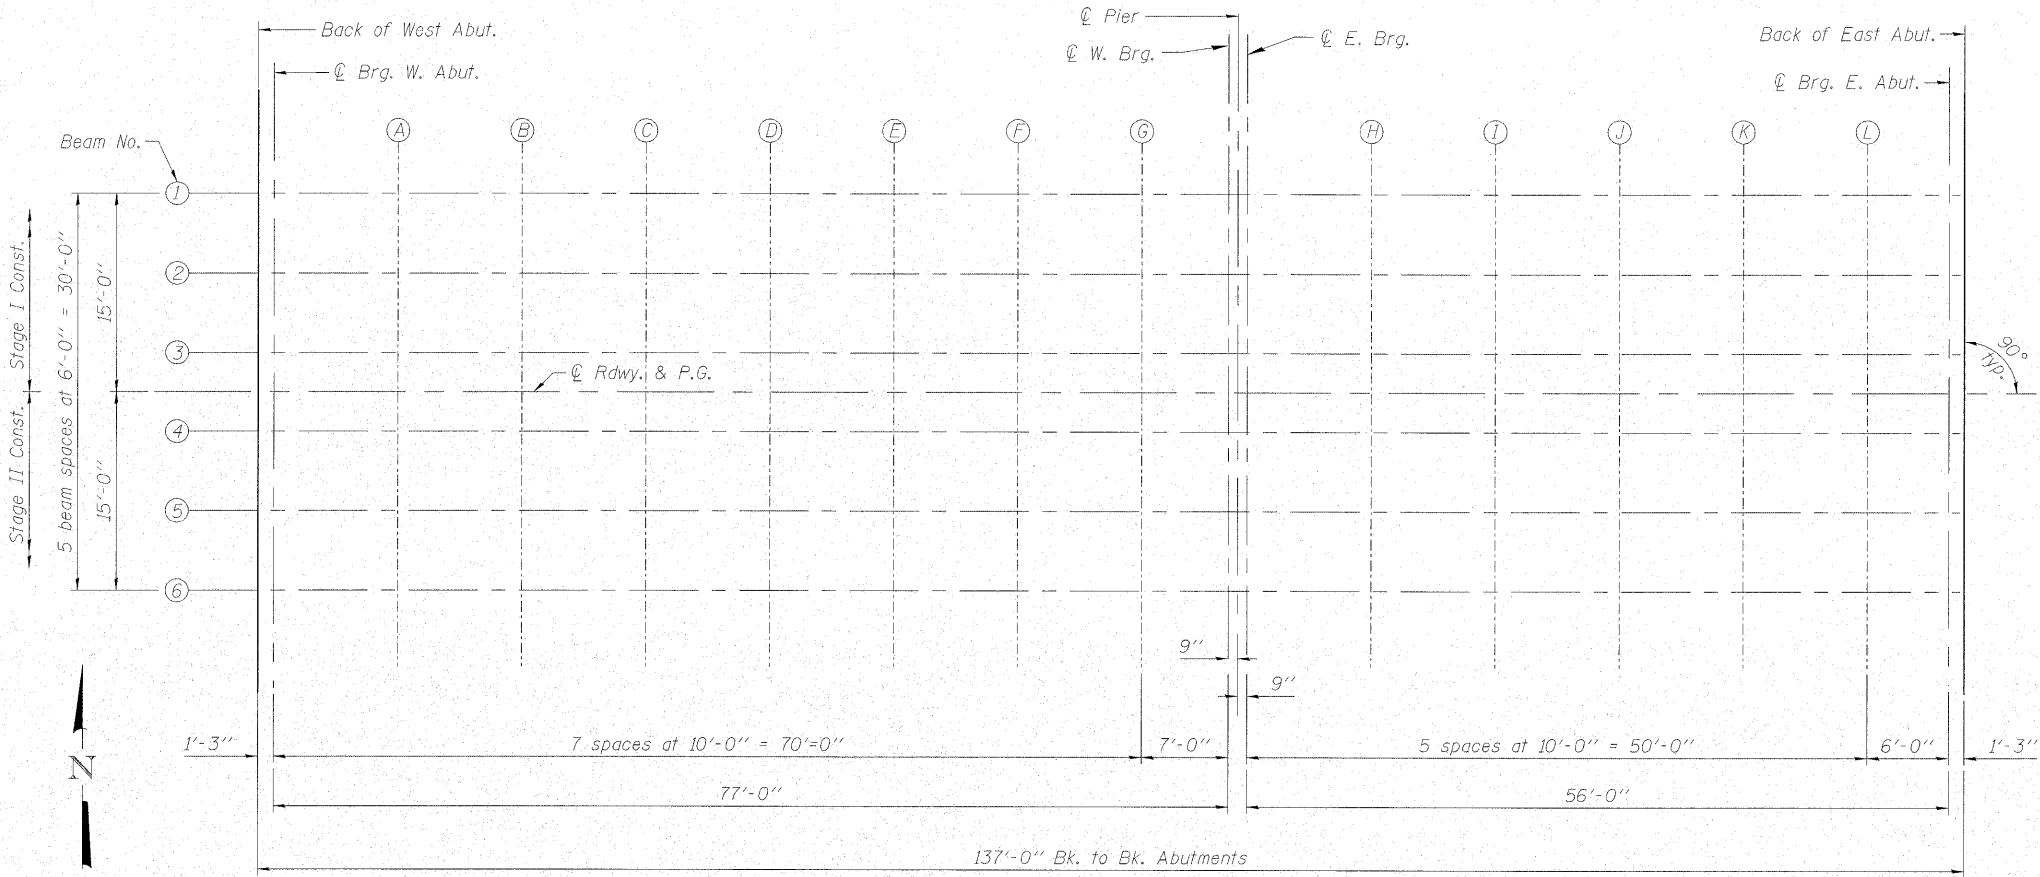 ℄ Pier
Back of West Abut.
℄ W. Brg.
℄ E. Brg.
Back of East Abut.
℄ Brg. W. Abut.
℄ Brg. E. Abut.
Beam No.
A B C D E F G H I J K L
1
2
3
4
5
6
Stage I Const.
Stage II Const.
5 beam spaces at 6'-0" = 30'-0"
15'-0"
15'-0"
℄ Rdwy. & P.G.
90°
typ.
9"
9"
1'-3"
7 spaces at 10'-0" = 70'=0"
7'-0"
5 spaces at 10'-0" = 50'-0"
6'-0"
1'-3"
77'-0"
56'-0"
137'-0" Bk. to Bk. Abutments
N